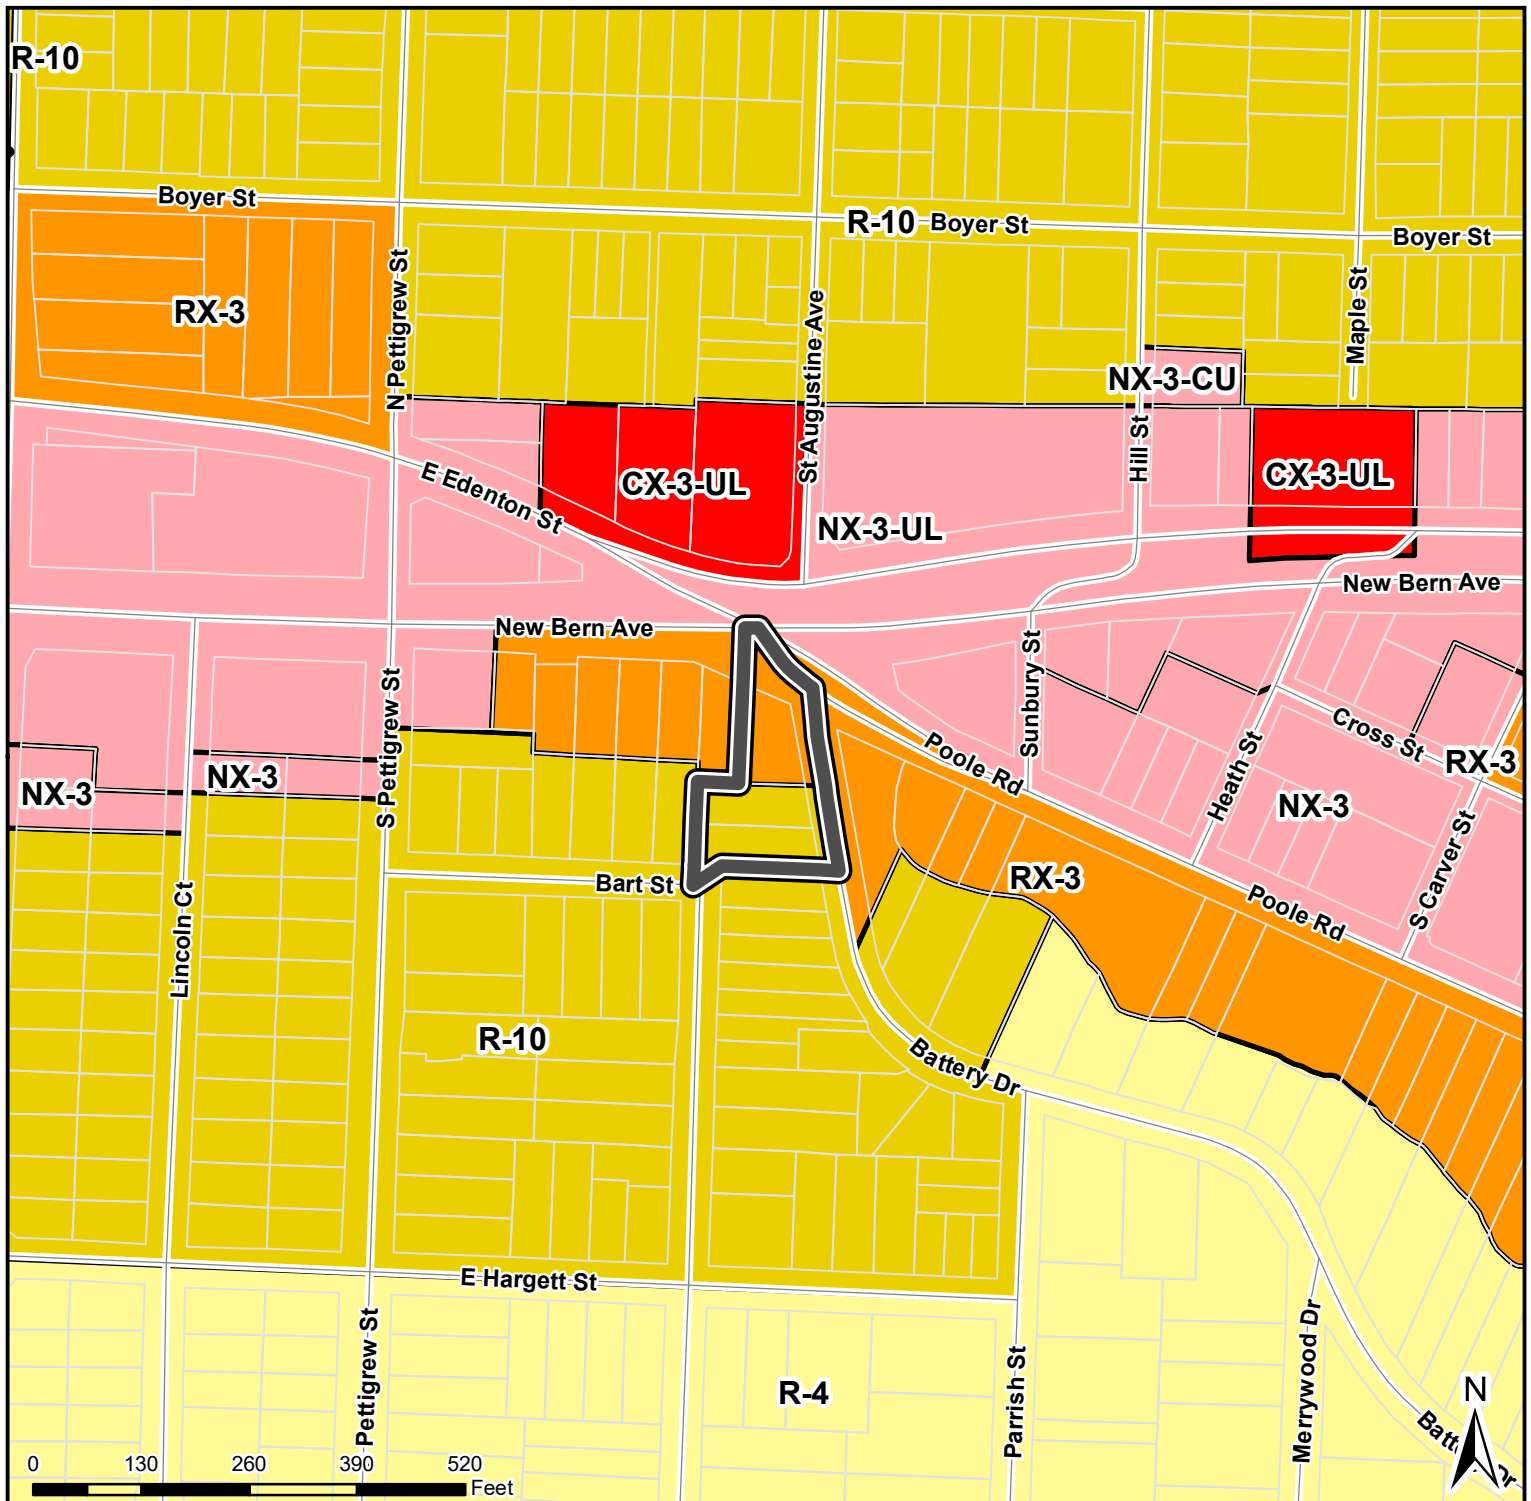 R-10
Boyer St
R-10
Boyer St
Boyer St
RX-3
N Pettigrew St
St Augustine Ave
Maple St
NX-3-CU
Hill St
E Edenton St
CX-3-UL
CX-3-UL
NX-3-UL
New Bern Ave
New Bern Ave
S Pettigrew St
Sunbury St
Cross St
Poole Rd
Heath St
RX-3
NX-3
NX-3
NX-3
S Carver St
Bart St
RX-3
Poole Rd
Lincoln Ct
R-10
Battery Dr
E Hargett St
Pettigrew St
R-4
Parrish St
Merrywood Dr
N
Battery Dr
0 130 260 390 520
Feet